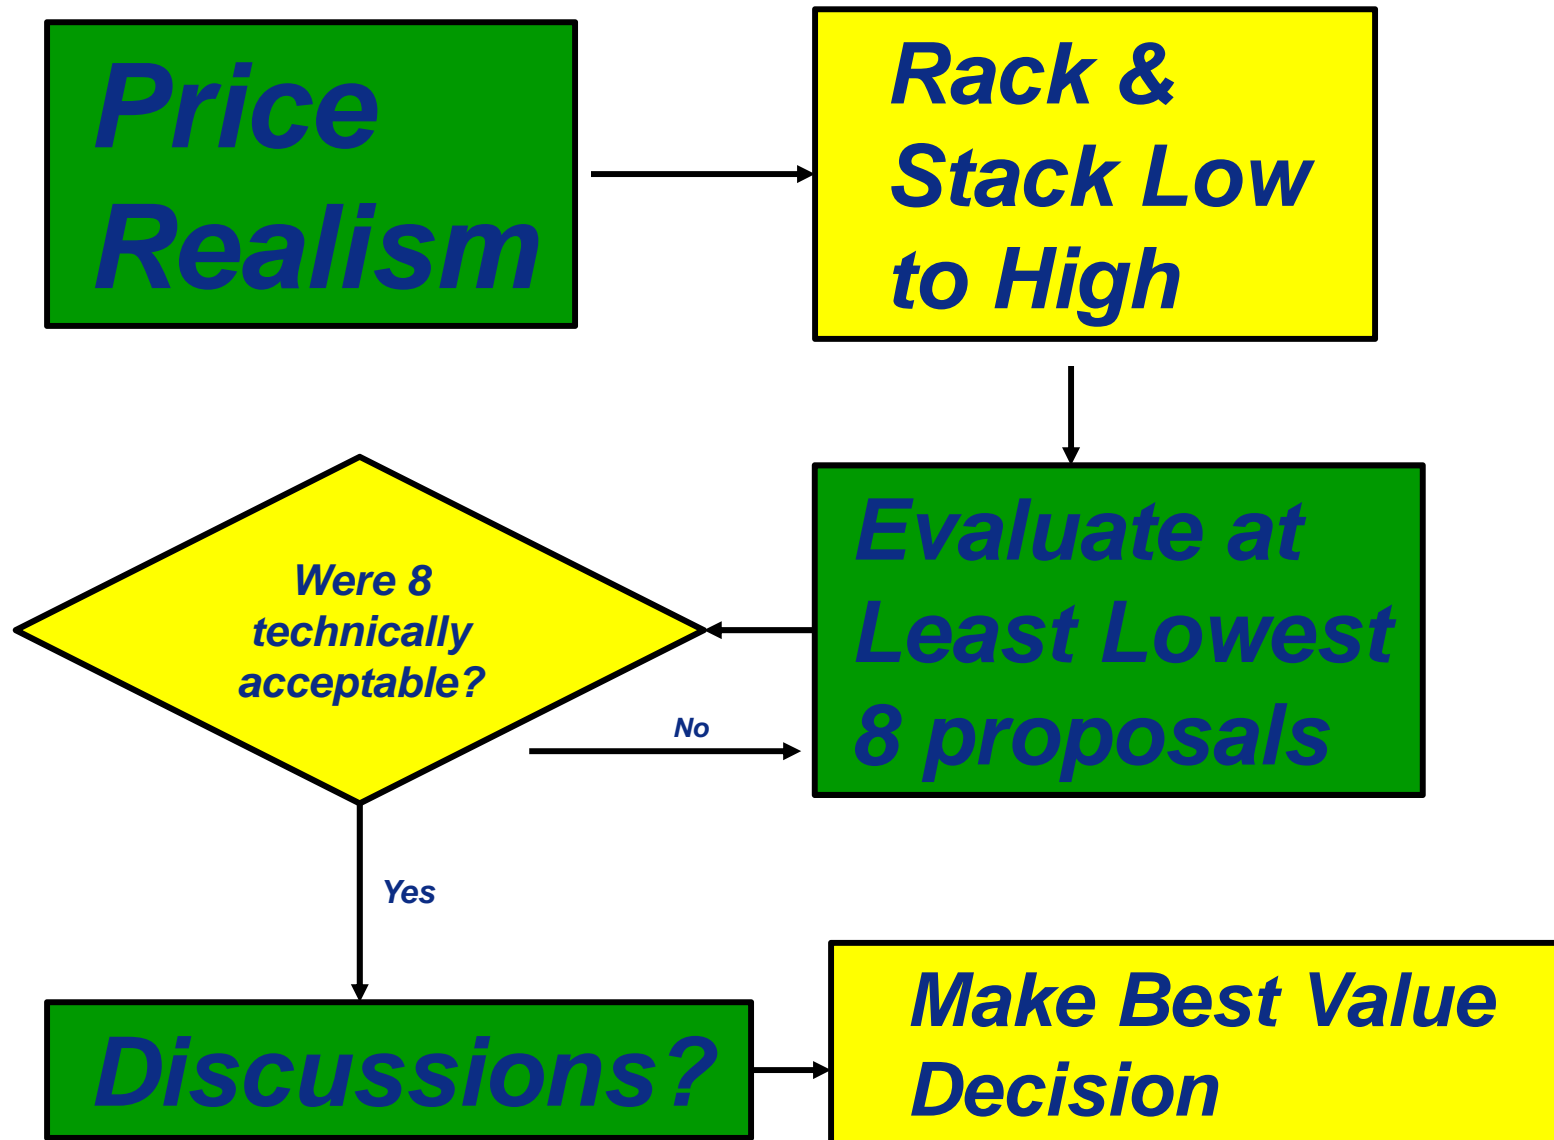 Price
Realism
Rack &
Stack Low
to High
Evaluate at
Least Lowest
8 proposals
Were 8
technically
acceptable?
No
Yes
Discussions?
Make Best Value
Decision